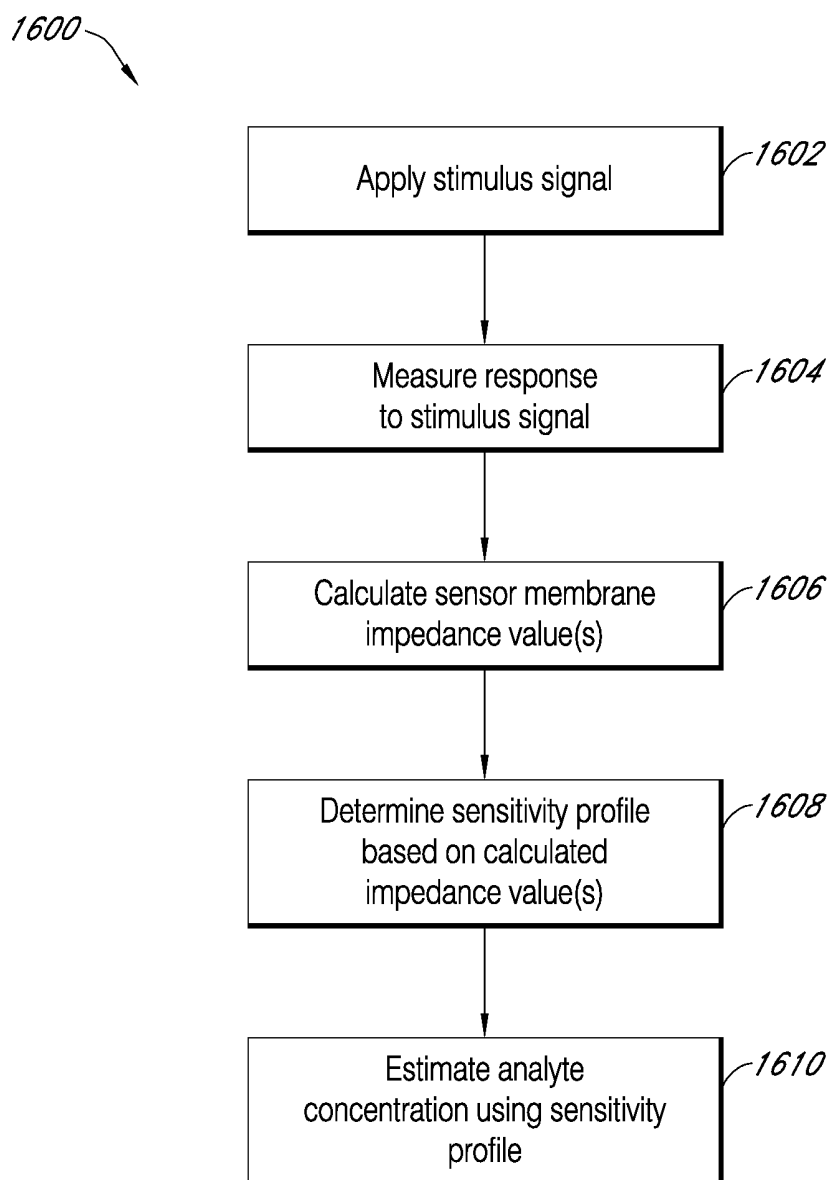 1600
Apply stimulus signal
1602
Measure response
to stimulus signal
1604
Calculate sensor membrane
impedance value(s)
1606
Determine sensitivity profile
based on calculated
impedance value(s)
1608
Estimate analyte
concentration using sensitivity
profile
1610